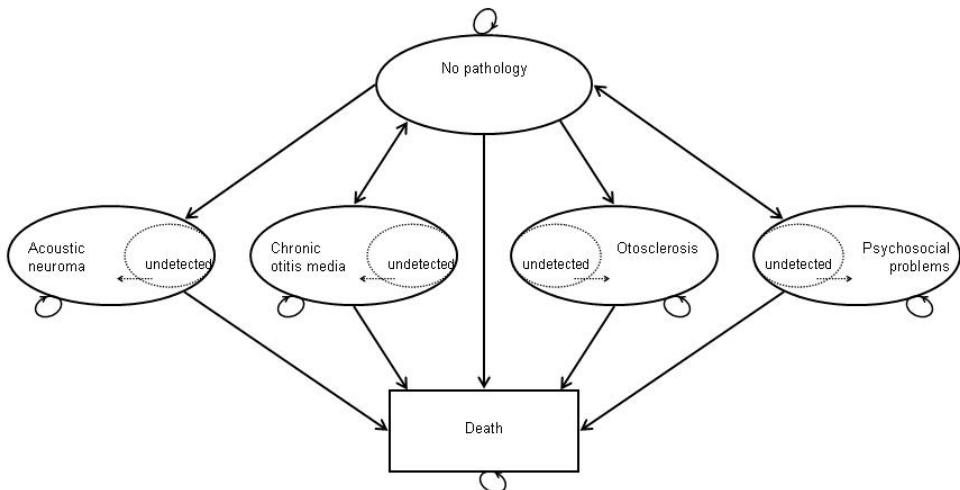 No pathology
Acoustic
neuroma
undetected
Chronic
otitis media
undetected
undetected
Otosclerosis
undetected
Psychosocial
problems
Death